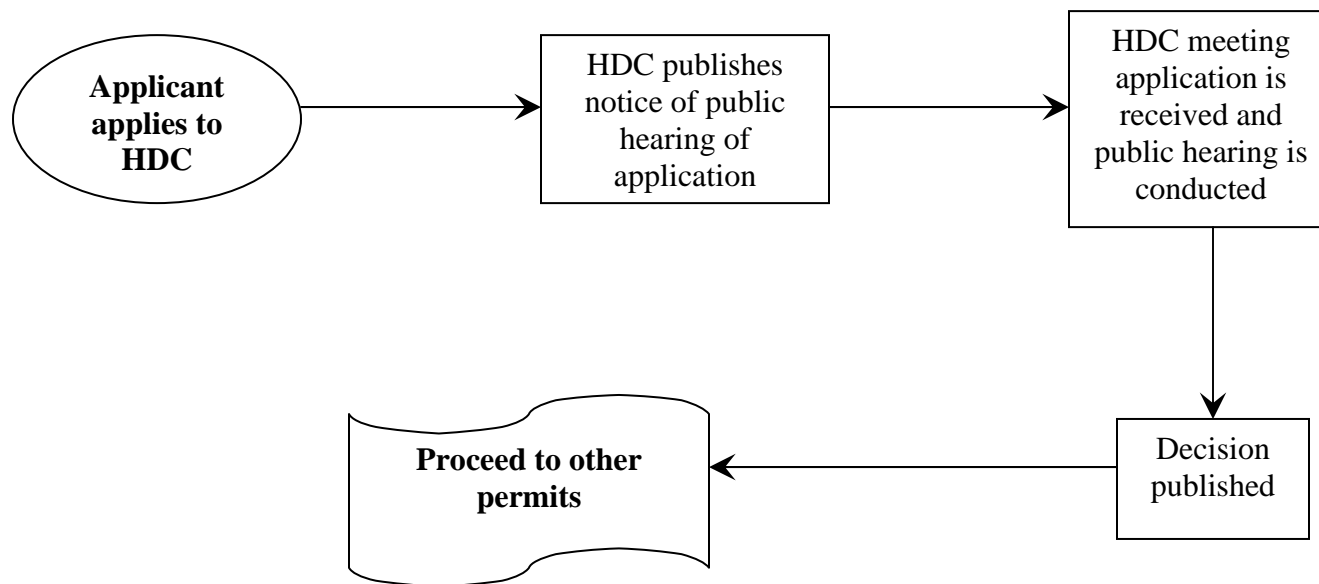 Applicant
applies to
HDC
HDC publishes
notice of public
hearing of
application
HDC meeting
application is
received and
public hearing is
conducted
Decision
published
Proceed to other
permits